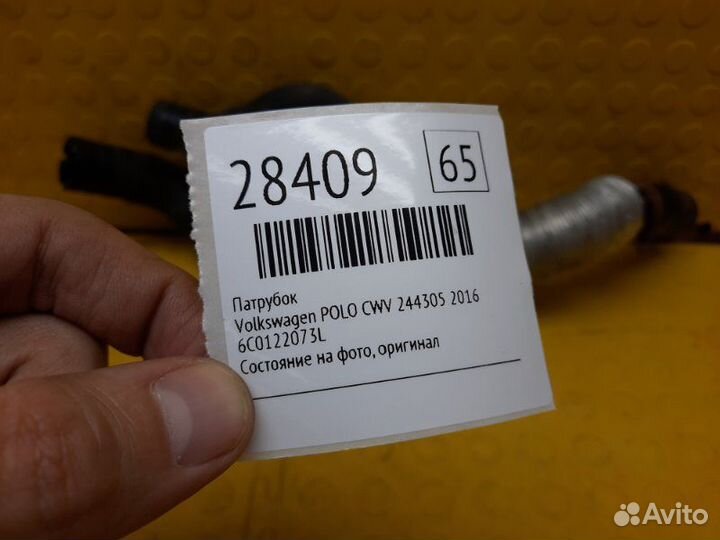 28409
65
Патрубок
Volkswagen POLO CWV 244305 2016
6C0122073L
Состояние на фото, оригинал
Avito